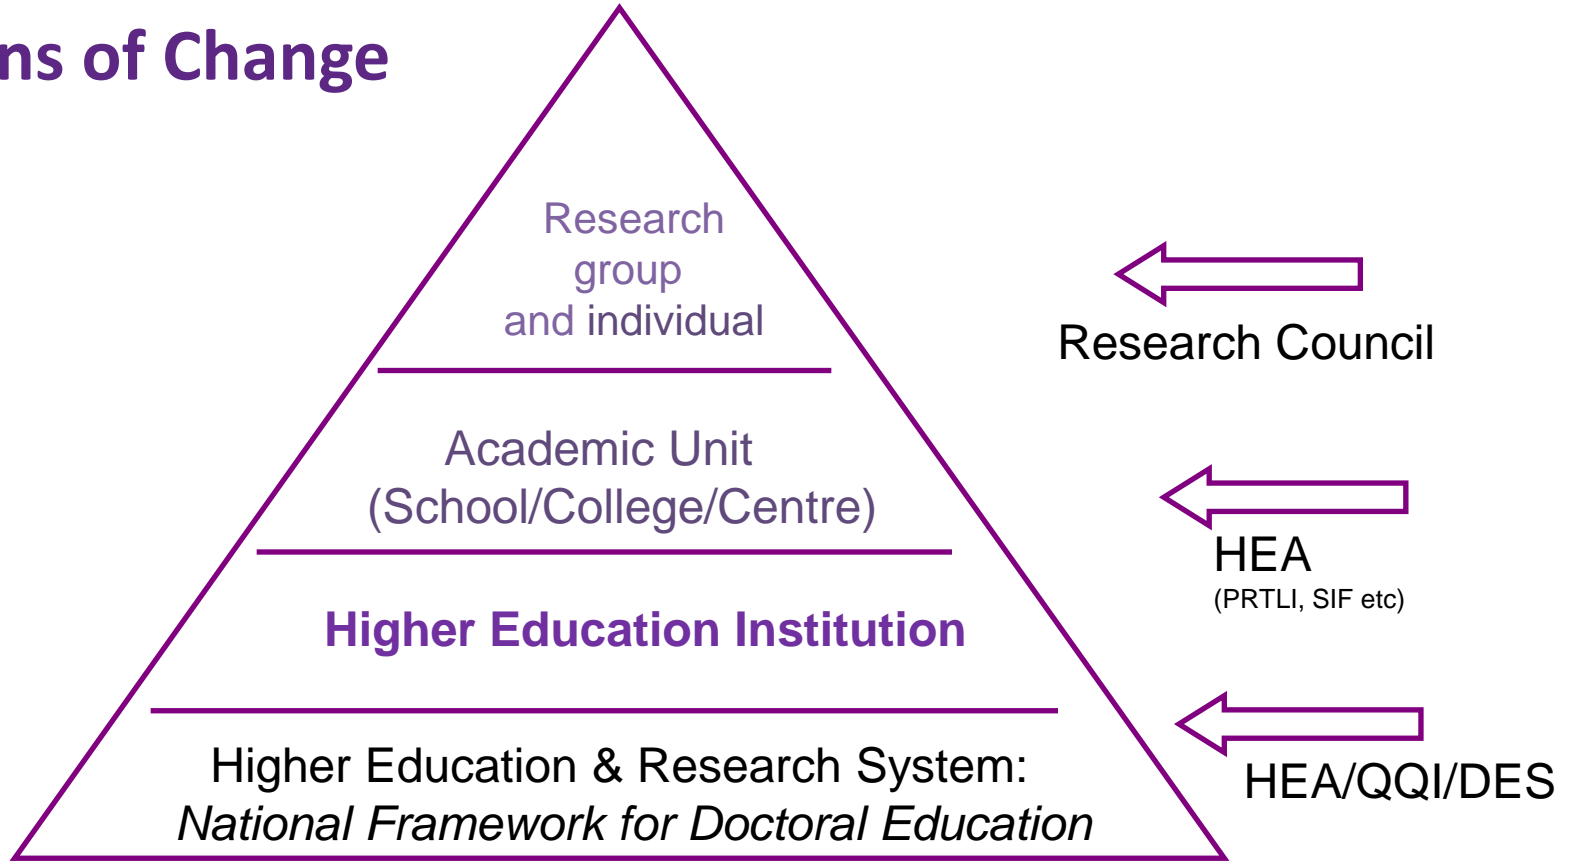 ns of Change
Research
group
and individual
Research Council
Academic Unit
(School/College/Centre)
HEA
(PRTLI, SIF etc)
Higher Education Institution
Higher Education & Research System:
National Framework for Doctoral Education
HEA/QQI/DES